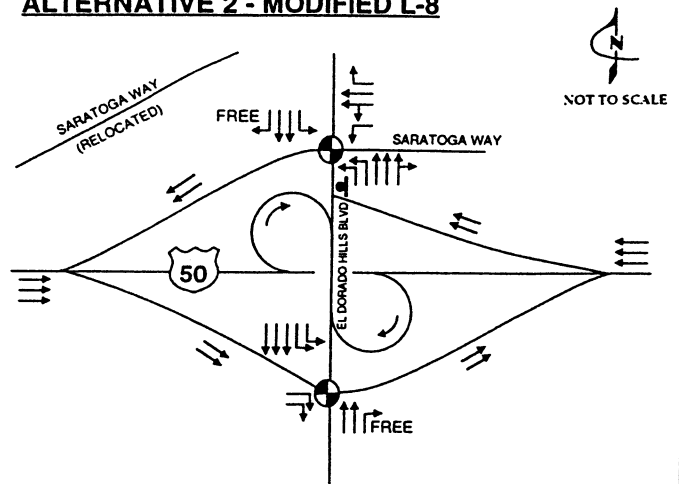 ALTERNATIVE 2 - MODIFIED L-8
N
NOT TO SCALE
SARATOGA WAY
(RELOCATED)
FREE
SARATOGA WAY
EL DORADO HILLS BLVD
50
FREE